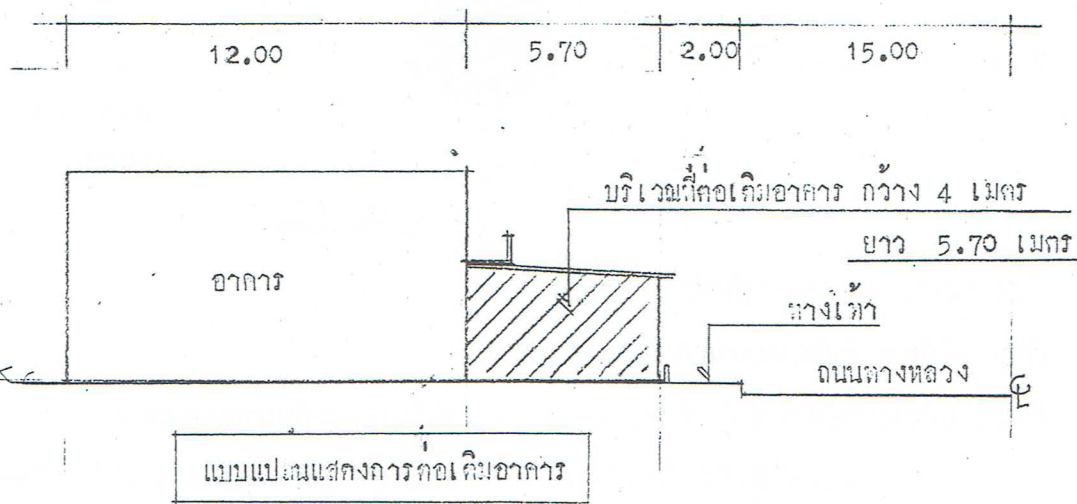 12.00 5.70 2.00 15.00
บริเวณที่ต่อเติมอาคาร กว้าง 4 เมตร
ยาว 5.70 เมตร
อาคาร
ทางเท้า
ถนนทางหลวง
แบบแปลนแสดงการต่อเติมอาคาร